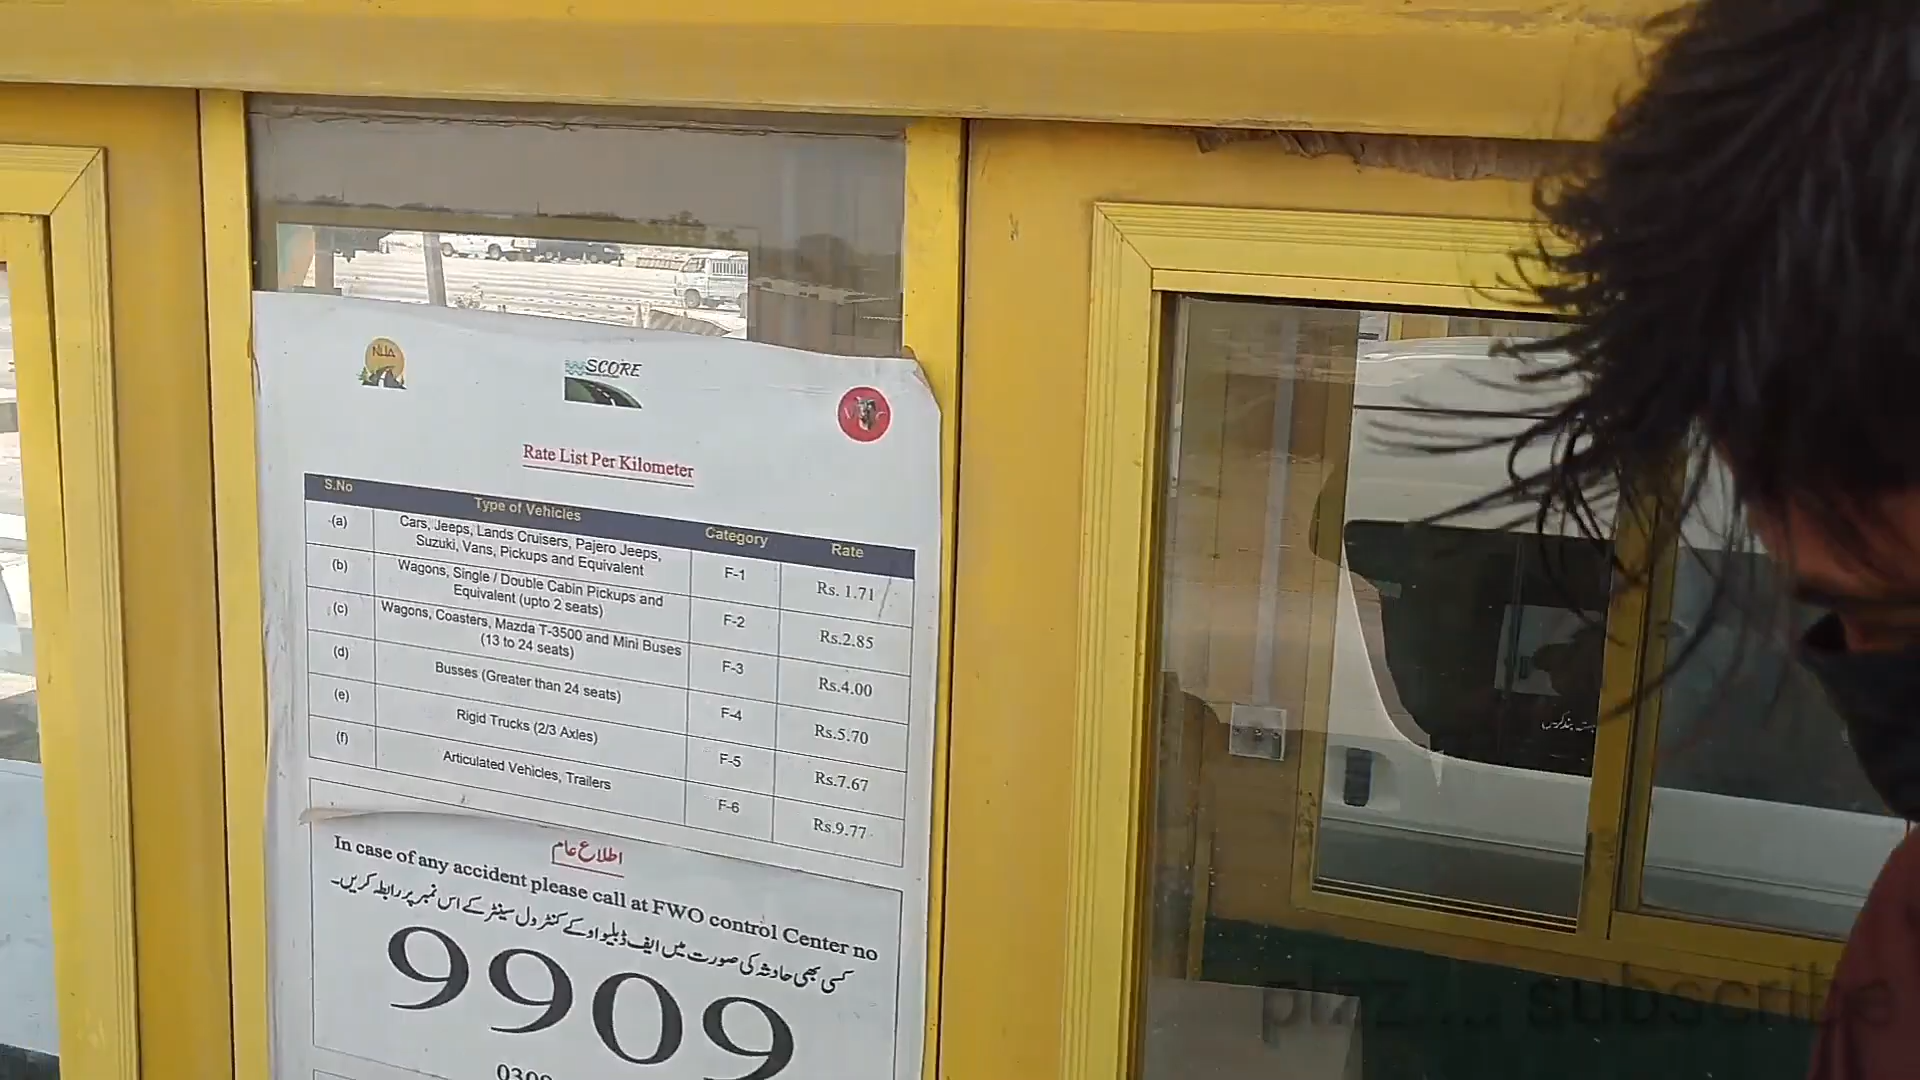 NHA
SCORE
Rate List Per Kilometer
S.No Type of Vehicles Category Rate
(a) Cars, Jeeps, Lands Cruisers, Pajero Jeeps,
Suzuki, Vans, Pickups and Equivalent F-1 Rs. 1.71
(b) Wagons, Single / Double Cabin Pickups and
Equivalent (upto 2 seats) F-2 Rs.2.85
(c) Wagons, Coasters, Mazda T-3500 and Mini Buses
(13 to 24 seats) F-3 Rs.4.00
(d) Busses (Greater than 24 seats) F-4 Rs.5.70
(e) Rigid Trucks (2/3 Axles) F-5 Rs.7.67
(f) Articulated Vehicles, Trailers F-6 Rs.9.77
اطلاع عام
In case of any accident please call at FWO control Center no
کسی بھی حادثہ کی صورت میں ایف ڈبلیو او کے کنٹرول سینٹر کے اس نمبر پر رابطہ کریں۔
9909
plzz.... subscribe